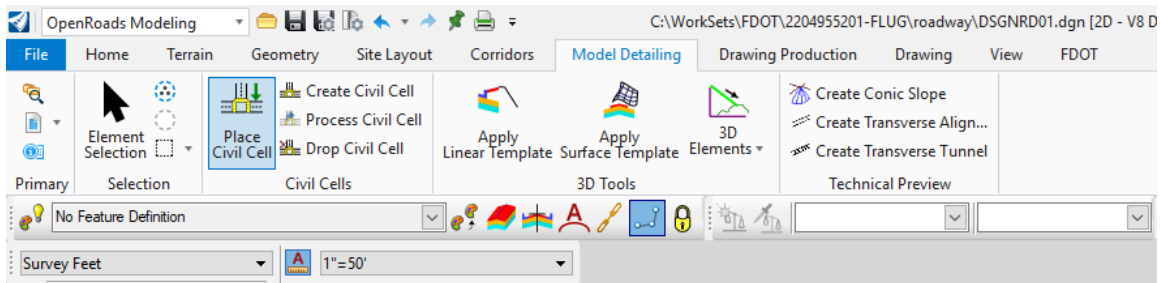 OpenRoads Modeling
C:\WorkSets\FDOT\2204955201-FLUG\roadway\DSGNRD01.dgn [2D - V8 D
File Home Terrain Geometry Site Layout Corridors Model Detailing Drawing Production Drawing View FDOT
Element
Selection
Place
Civil Cell
Create Civil Cell
Process Civil Cell
Drop Civil Cell
Apply
Linear Template
Apply
Surface Template
3D
Elements
Create Conic Slope
Create Transverse Align...
Create Transverse Tunnel
Primary Selection Civil Cells 3D Tools Technical Preview
No Feature Definition
Survey Feet
1"=50'